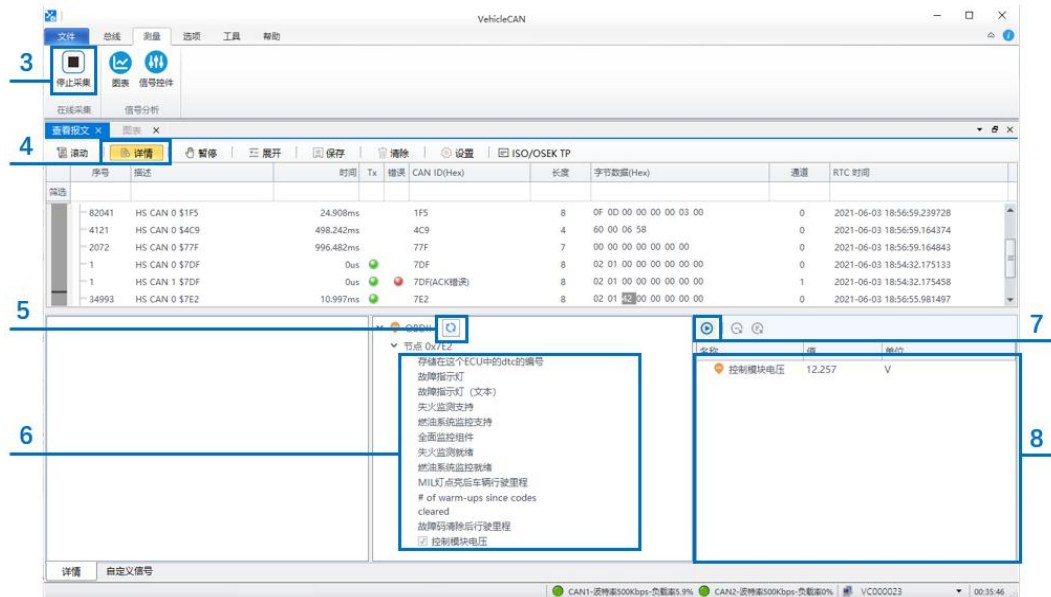 VehicleCAN
文件 总线 测量 选项 工具 帮助
3
停止采集 图表 信号控件
在线采集 信号分析
查看报文 × 图表 ×
4
滚动 详情 暂停 展开 保存 清除 设置 ISO/OSEK TP
序号 描述 时间 Tx 错误 CAN ID(Hex) 长度 字节数据(Hex) 通道 RTC 时间
筛选
82041 HS CAN 0 $1F5 24.908ms 1F5 8 0F 0D 00 00 00 00 03 00 0 2021-06-03 18:56:59.239728
4121 HS CAN 0 $4C9 498.242ms 4C9 4 60 00 06 58 0 2021-06-03 18:56:59.164374
2072 HS CAN 0 $77F 996.482ms 77F 7 00 00 00 00 00 00 00 0 2021-06-03 18:56:59.164843
1 HS CAN 0 $7DF 0us 7DF 8 02 01 00 00 00 00 00 00 0 2021-06-03 18:54:32.175133
1 HS CAN 1 $7DF 0us 7DF(ACK错误) 8 02 01 00 00 00 00 00 00 1 2021-06-03 18:54:32.175458
34993 HS CAN 0 $7E2 10.997ms 7E2 8 02 01 42 00 00 00 00 00 0 2021-06-03 18:56:55.981497
5
OBDII
7
节点 0x7E2
名称 值 单位
存储在这个ECU中的dtc的编号
控制模块电压 12.257 V
故障指示灯
故障指示灯（文本）
失火监测支持
燃油系统监控支持
6
全面监控组件
8
失火监测就绪
燃油系统监控就绪
MIL灯点亮后车辆行驶里程
# of warm-ups since codes
cleared
故障码清除后行驶里程
控制模块电压
详情 自定义信号
CAN1-波特率500Kbps-负载率5.9% CAN2-波特率500Kbps-负载率0% VC000023 00:35:46